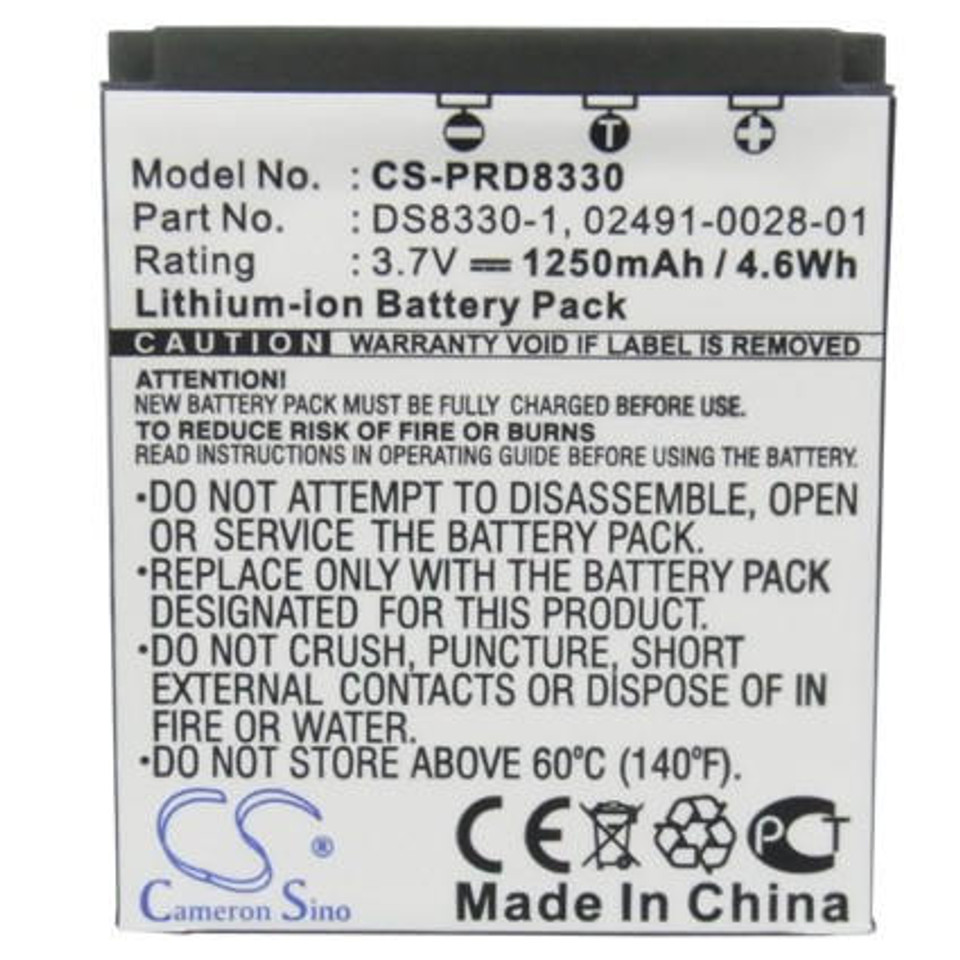 T
Model No. : CS-PRD8330
Part No. : DS8330-1, 02491-0028-01
Rating : 3.7V 1250mAh / 4.6Wh
Lithium-ion Battery Pack
CAUTION WARRANTY VOID IF LABEL IS REMOVED
ATTENTION!
NEW BATTERY PACK MUST BE FULLY CHARGED BEFORE USE.
TO REDUCE RISK OF FIRE OR BURNS
READ INSTRUCTIONS IN OPERATING GUIDE BEFORE USING THE BATTERY.
•DO NOT ATTEMPT TO DISASSEMBLE, OPEN
OR SERVICE THE BATTERY PACK.
•REPLACE ONLY WITH THE BATTERY PACK
DESIGNATED FOR THIS PRODUCT.
•DO NOT CRUSH, PUNCTURE, SHORT
EXTERNAL CONTACTS OR DISPOSE OF IN
FIRE OR WATER.
•DO NOT STORE ABOVE 60°C (140°F).
CS ®
Cameron Sino
CE PCT
Made In China